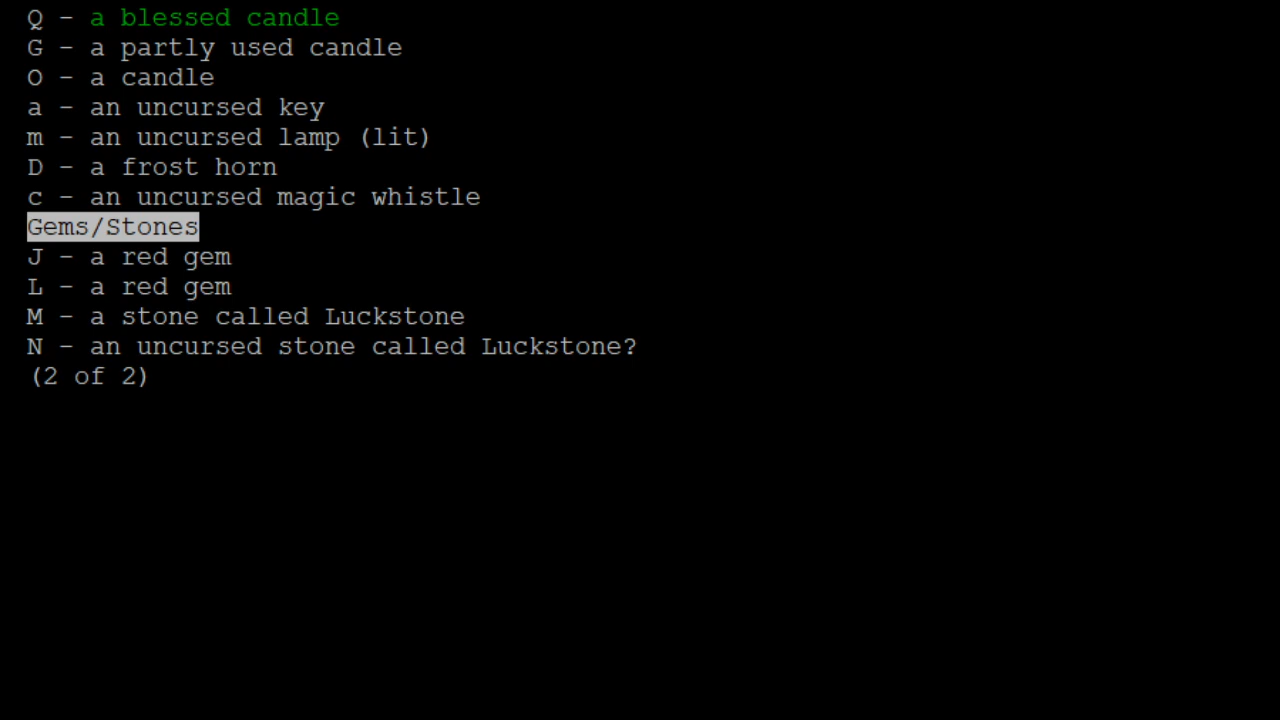 Q - a blessed candle
G - a partly used candle
O - a candle
a - an uncursed key
m - an uncursed lamp (lit)
D - a frost horn
c - an uncursed magic whistle
Gems/Stones
J - a red gem
L - a red gem
M - a stone called Luckstone
N - an uncursed stone called Luckstone?
(2 of 2)